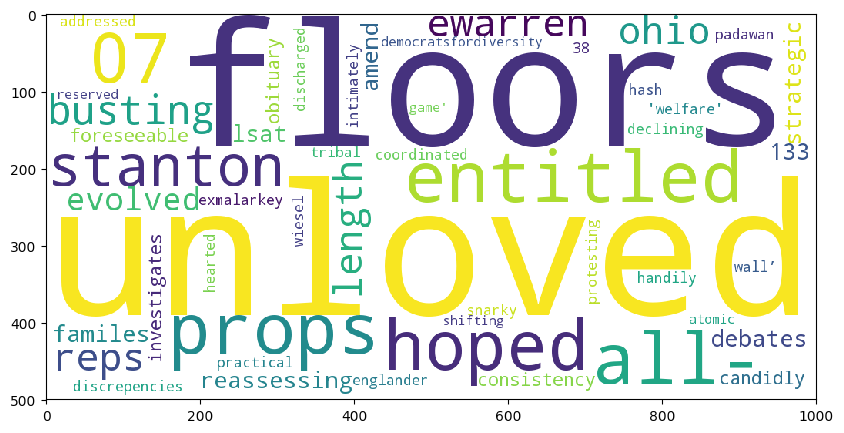 0
100
200
300
400
500
0
200
400
600
800
1000
addressed
07
floors
ewarren
ohio
padawan
democratsfordiversity
38
amend
obituary
discharged
intimately
strategic
reserved
busting
foreseeable
lsat
game'
hash
'welfare'
declining
133
stanton
tribal
coordinated
entitled
length
evolved
exmalarkey
wiesel
unloved
hearted
investigates
protesting
handily
wall’
snarky
shifting
atomic
familes
props
hoped
all-
debates
reps
practical
reassessing
englander
consistency
candidly
discrepencies